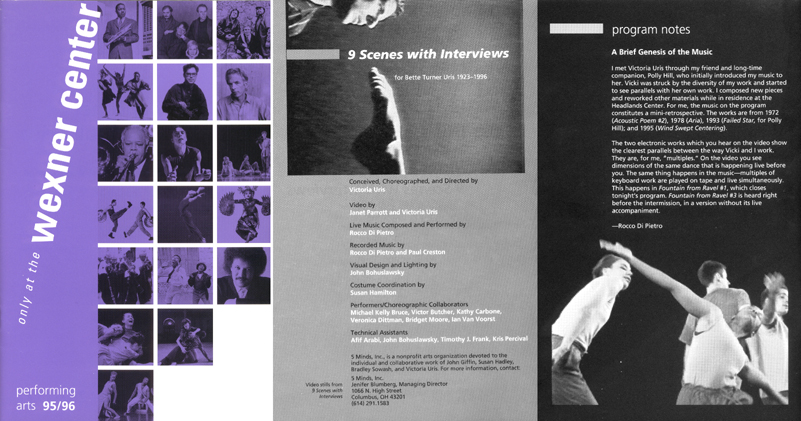 only at the wexner center
performing
arts 95/96
9 Scenes with Interviews
for Bette Turner Uris 1923–1996
Conceived, Choreographed, and Directed by
Victoria Uris
Video by
Janet Parrott and Victoria Uris
Live Music Composed and Performed by
Rocco Di Pietro
Recorded Music by
Rocco Di Pietro and Paul Creston
Visual Design and Lighting by
John Bohuslawsky
Costume Coordination by
Susan Hamilton
Performers/Choreographic Collaborators
Michael Kelly Bruce, Victor Butcher, Kathy Carbone,
Veronica Dittman, Bridget Moore, Ian Van Voorst
Technical Assistants
Afif Arabi, John Bohuslawsky, Timothy J. Frank, Kris Percival
5 Minds, Inc., is a nonprofit arts organization devoted to the
individual and collaborative work of John Giffin, Susan Hadley,
Bradley Sowash, and Victoria Uris. For more information, contact:
5 Minds, Inc.
Jenifer Blumberg, Managing Director
1066 N. High Street
Columbus, OH 43201
(614) 291.1583
Video stills from
9 Scenes with
Interviews
program notes
A Brief Genesis of the Music
I met Victoria Uris through my friend and long-time
companion, Polly Hill, who initially introduced my music to
her. Vicki was struck by the diversity of my work and started
to see parallels with her own work. I composed new pieces
and reworked other materials while in residence at the
Headlands Center. For me, the music on the program
constitutes a mini-retrospective. The works are from 1972
(Acoustic Poem #2), 1978 (Aria), 1993 (Failed Star, for Polly
Hill); and 1995 (Wind Swept Centering).
The two electronic works which you hear on the video show
the clearest parallels between the way Vicki and I work.
They are, for me, "multiples." On the video you see
dimensions of the same dance that is happening live before
you. The same thing happens in the music—multiples of
keyboard work are played on tape and live simultaneously.
This happens in Fountain from Ravel #1, which closes
tonight's program. Fountain from Ravel #3 is heard right
before the intermission, in a version without its live
accompaniment.
—Rocco Di Pietro